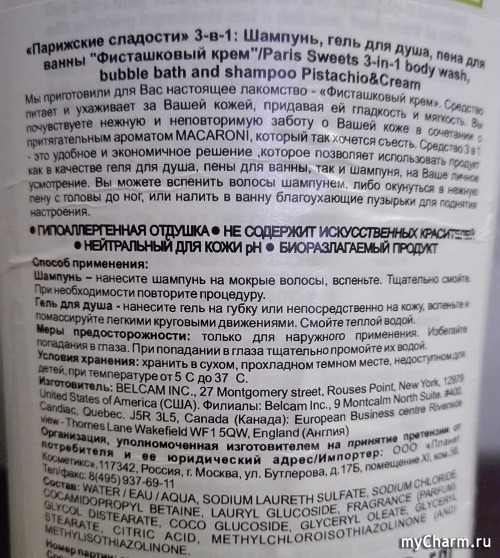 «Парижские сладости» 3-в-1: Шампунь, гель для душа, пена для
ванны "Фисташковый крем"/Paris Sweets 3-in-1 body wash,
bubble bath and shampoo Pistachio&Cream
Мы приготовили для Вас настоящее лакомство - «Фисташковый крем». Средство
питает и ухаживает за Вашей кожей, придавая ей гладкость и мягкость. Вы
почувствуете нежную и неповторимую заботу о Вашей коже в сочетании с
притягательным ароматом MACARONI, который так хочется съесть. Средство 3 в 1
- это удобное и экономичное решение ,которое позволяет использовать продукт
как в качестве геля для душа, пены для ванны, так и шампуня, на Ваше личное
усмотрение. Вы можете вспенить волосы шампунем, либо окунуться в нежную
пену с головы до ног, или налить в ванну благоухающие пузырьки для поднятия
настроения.
●ГИПОАЛЛЕРГЕННАЯ ОТДУШКА● НЕ СОДЕРЖИТ ИСКУССТВЕННЫХ КРАСИТЕЛЕЙ
●НЕЙТРАЛЬНЫЙ ДЛЯ КОЖИ pH ● БИОРАЗЛАГАЕМЫЙ ПРОДУКТ
Способ применения:
Шампунь – нанесите шампунь на мокрые волосы, вспеньте. Тщательно смойте.
При необходимости повторите процедуру.
Гель для душа - нанесите гель на губку или непосредственно на кожу, вспеньте и
помассируйте легкими круговыми движениями. Смойте теплой водой.
Меры предосторожности: только для наружного применения. Избегайте
попадания в глаза. При попадании в глаза тщательно промойте их водой.
Условия хранения: хранить в сухом, прохладном темном месте, недоступном для
детей, при температуре от 5 С до 37 С.
Изготовитель: BELCAM INC., 27 Montgomery street, Rouses Point, New York, 12979
United States of America (США). Филиалы: Belcam Inc., 9 Montcalm North Suite. #400,
Candiac, Quebec. J5R 3L5, Canada (Канада): European Business centre Riverside
view - Thornes Lane Wakefield WF1 5QW, England (Англия)
Организация, уполномоченная изготовителем на принятие претензии от
потребителя и ее юридический адрес/Импортер: ООО «Планет
Косметикс»,117342, Россия, г. Москва, ул. Бутлерова, д.17Б, помещение XI, ком.58.
Тел/факс: 8(495)937-69-11
Состав: WATER / EAU / AQUA, SODIUM LAURETH SULFATE, SODIUM CHLORIDE,
COCAMIDOPROPYL BETAINE, LAURYL GLUCOSIDE, FRAGRANCE (PARFUM),
GLYCOL DISTEARATE, COCO GLUCOSIDE, GLYCERYL OLEATE, GLYCERYL
STEARATE, CITRIC ACID, METHYLCHLOROISOTHIAZOLINONE (AND)
METHYLISOTHIAZOLINONE.
Номер партии:
myCharm.ru